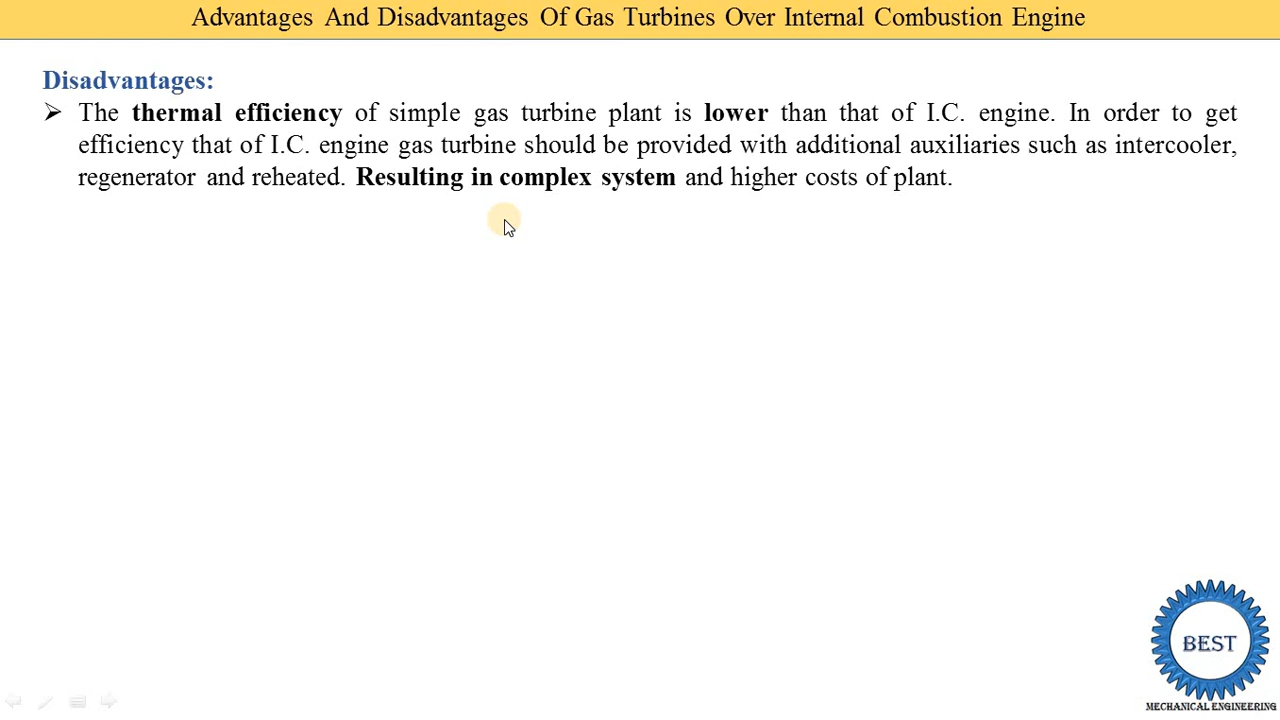 Advantages And Disadvantages Of Gas Turbines Over Internal Combustion Engine
Disadvantages:
➢ The thermal efficiency of simple gas turbine plant is lower than that of I.C. engine. In order to get
efficiency that of I.C. engine gas turbine should be provided with additional auxiliaries such as intercooler,
regenerator and reheated. Resulting in complex system and higher costs of plant.
BEST
MECHANICAL ENGINEERING